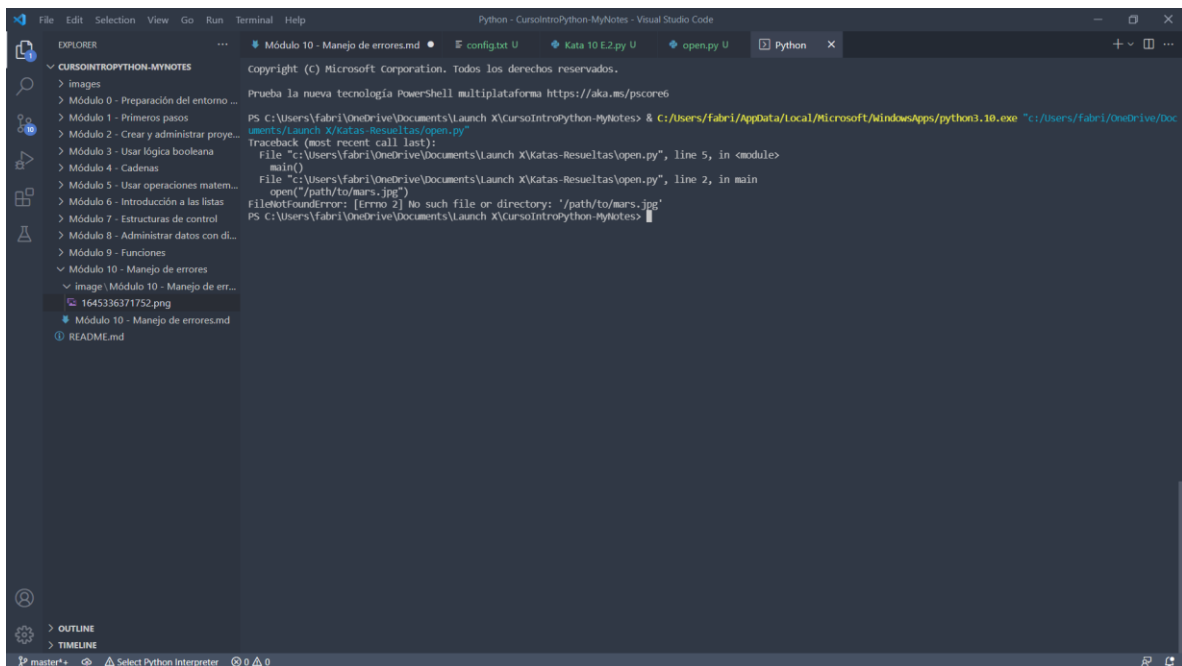 File Edit Selection View Go Run Terminal Help
Python - CursoIntroPython-MyNotes - Visual Studio Code
EXPLORER ...
Módulo 10 - Manejo de errores.md
config.txt U
Kata 10 E.2.py U
open.py U
Python
CURSOINTROPYTHON-MYNOTES
images
Módulo 0 - Preparación del entorno ...
Módulo 1 - Primeros pasos
Módulo 2 - Crear y administrar proye...
Módulo 3 - Usar lógica booleana
Módulo 4 - Cadenas
Módulo 5 - Usar operaciones matem...
Módulo 6 - Introducción a las listas
Módulo 7 - Estructuras de control
Módulo 8 - Administrar datos con di...
Módulo 9 - Funciones
Módulo 10 - Manejo de errores
image \ Módulo 10 - Manejo de err...
1645336371752.png
Módulo 10 - Manejo de errores.md
README.md
1
10
Copyright (C) Microsoft Corporation. Todos los derechos reservados.
Prueba la nueva tecnología PowerShell multiplataforma https://aka.ms/pscore6
PS C:\Users\fabri\OneDrive\Documents\Launch X\CursoIntroPython-MyNotes> & C:/Users/fabri/AppData/Local/Microsoft/WindowsApps/python3.10.exe "c:/Users/fabri/OneDrive/Doc
uments/Launch X/Katas-Resueltas/open.py"
Traceback (most recent call last):
File "c:\Users\fabri\OneDrive\Documents\Launch X\Katas-Resueltas\open.py", line 5, in <module>
main()
File "c:\Users\fabri\OneDrive\Documents\Launch X\Katas-Resueltas\open.py", line 2, in main
open("/path/to/mars.jpg")
FileNotFoundError: [Errno 2] No such file or directory: '/path/to/mars.jpg'
PS C:\Users\fabri\OneDrive\Documents\Launch X\CursoIntroPython-MyNotes>
OUTLINE
TIMELINE
master*+ Select Python Interpreter 0 0